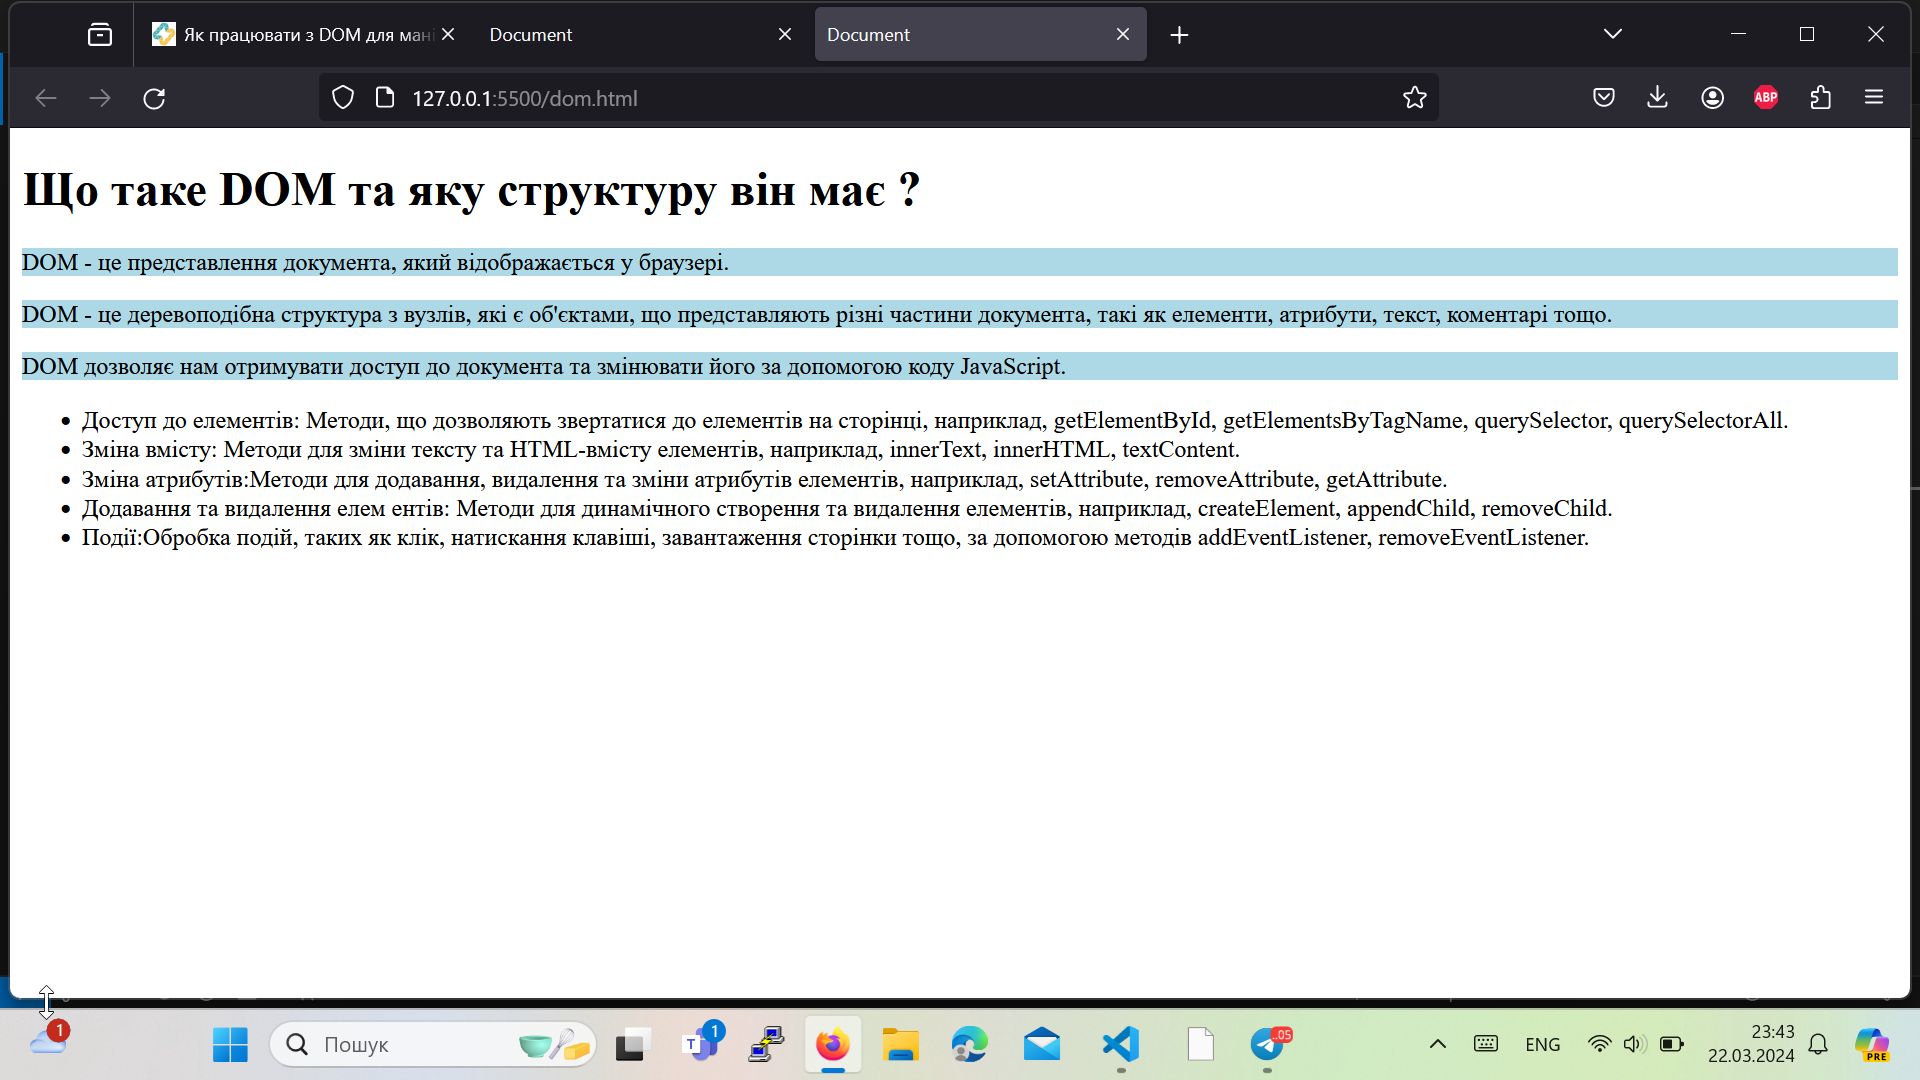 Як працювати з DOM для мані
Document
Document
127.0.0.1:5500/dom.html
ABP
Що таке DOM та яку структуру він має ?
DOM - це представлення документа, який відображається у браузері.
DOM - це деревоподібна структура з вузлів, які є об'єктами, що представляють різні частини документа, такі як елементи, атрибути, текст, коментарі тощо.
DOM дозволяє нам отримувати доступ до документа та змінювати його за допомогою коду JavaScript.
Доступ до елементів: Методи, що дозволяють звертатися до елементів на сторінці, наприклад, getElementById, getElementsByTagName, querySelector, querySelectorAll.
Зміна вмісту: Методи для зміни тексту та HTML-вмісту елементів, наприклад, innerText, innerHTML, textContent.
Зміна атрибутів:Методи для додавання, видалення та зміни атрибутів елементів, наприклад, setAttribute, removeAttribute, getAttribute.
Додавання та видалення елем ентів: Методи для динамічного створення та видалення елементів, наприклад, createElement, appendChild, removeChild.
Події:Обробка подій, таких як клік, натискання клавіші, завантаження сторінки тощо, за допомогою методів addEventListener, removeEventListener.
1
Пошук
T
1
..05
ENG
23:43
22.03.2024
PRE